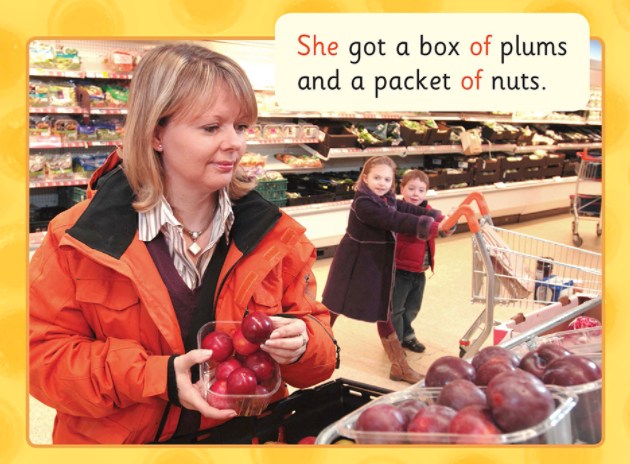 She got a box of plums
and a packet of nuts.